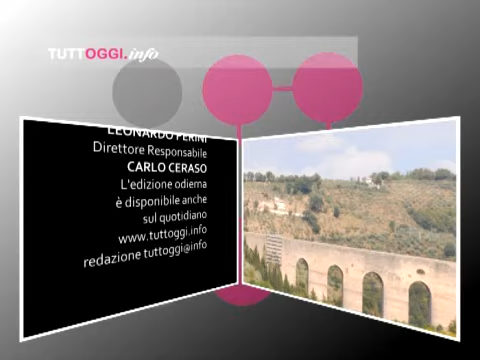 TUTTOGGI.info
LEONARDO PERINI
Direttore Responsabile
CARLO CERASO
L'edizione odierna
è disponibile anche
sul quotidiano
www.tuttoggi.info
redazione tuttoggi@info